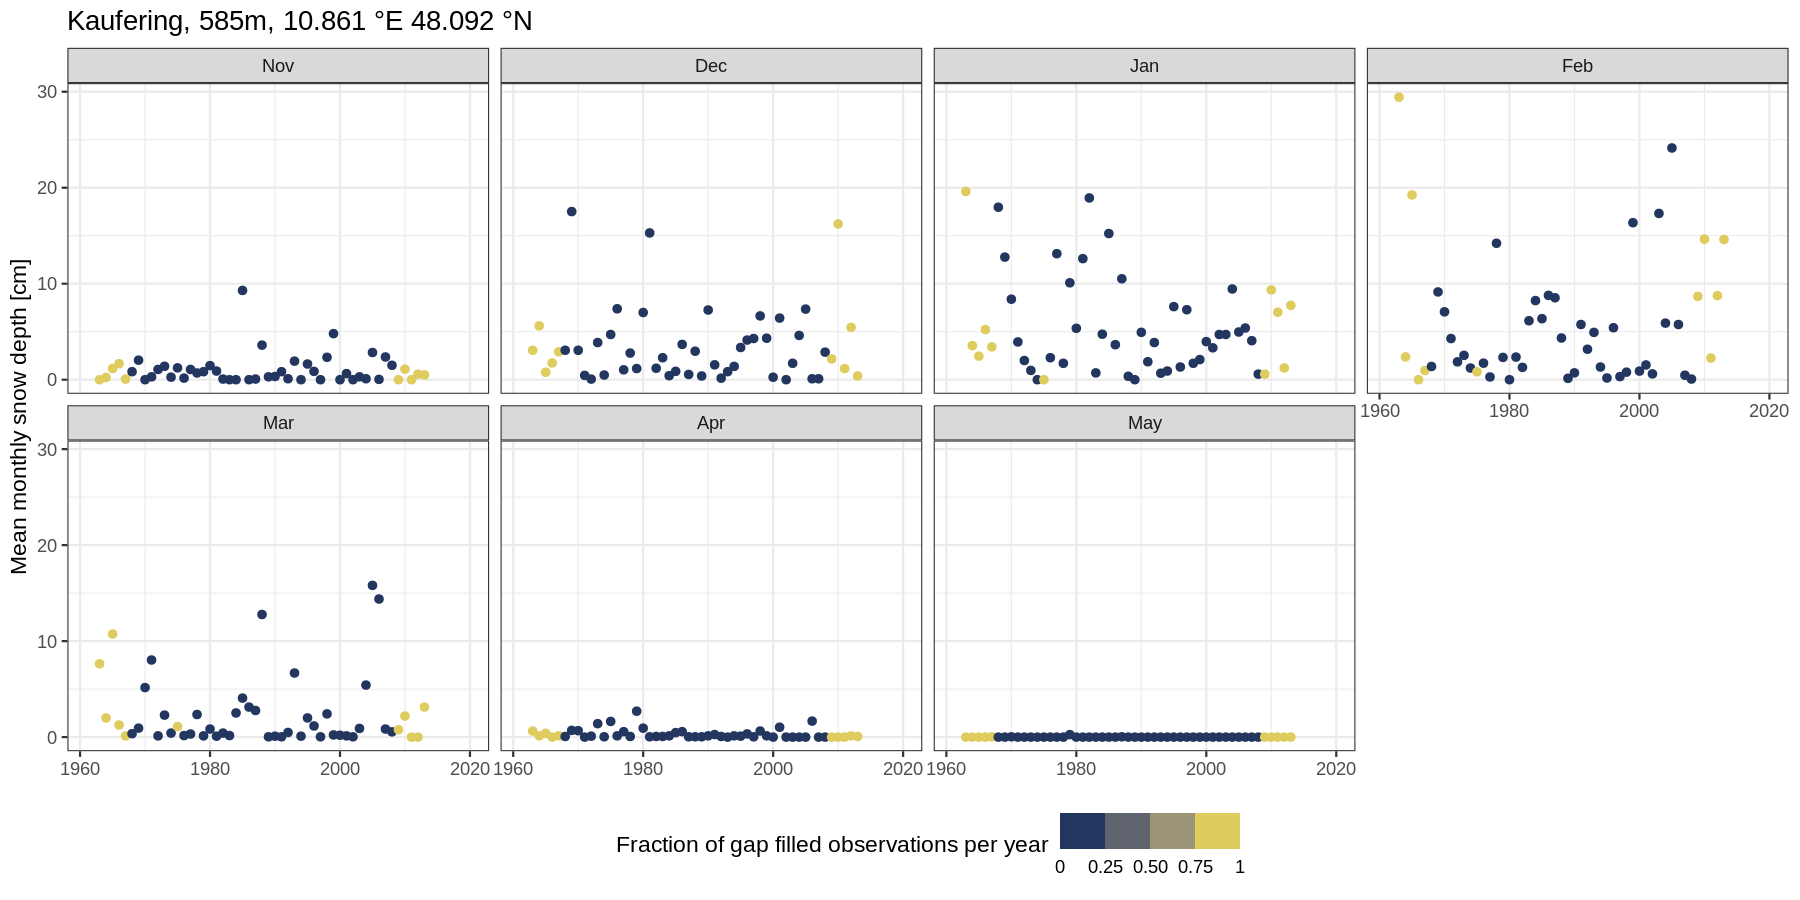 Kaufering, 585m, 10.861 °E 48.092 °N
Nov Dec Jan Feb
30
20
10
0
1960 1980 2000 2020
Mean monthly snow depth [cm]
Mar Apr May
30
20
10
0
1960 1980 2000 2020 1960 1980 2000 2020 1960 1980 2000 2020
Fraction of gap filled observations per year
0 0.25 0.50 0.75 1